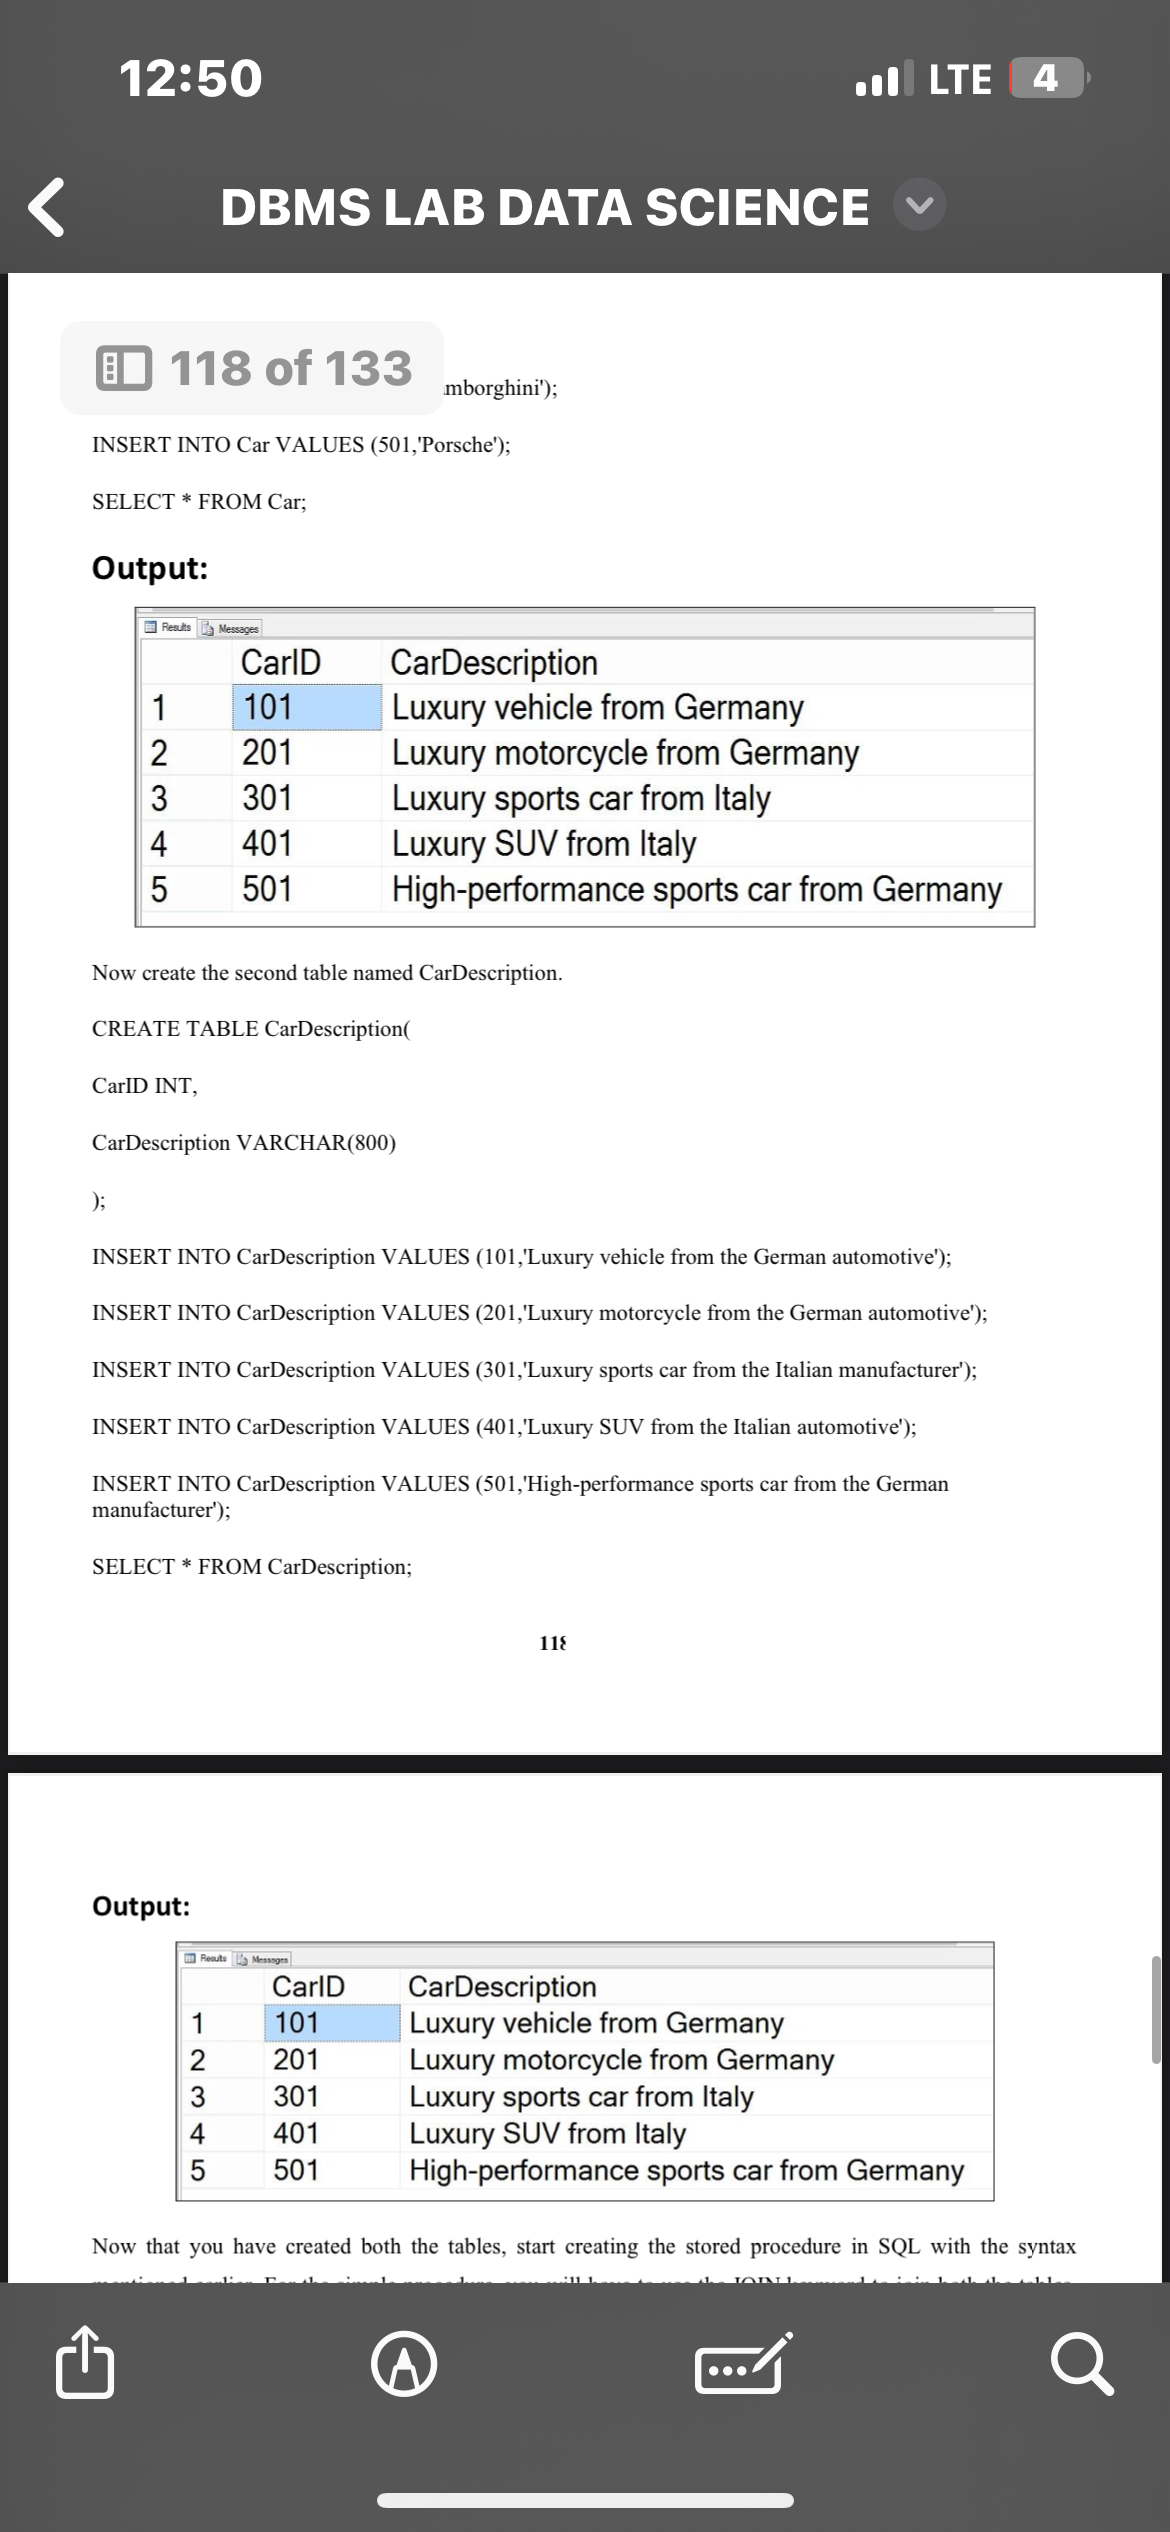 12:50
LTE
4
DBMS LAB DATA SCIENCE
118 of 133
mborghini');
INSERT INTO Car VALUES (501,'Porsche');
SELECT * FROM Car;
Output:
Results Messages
CarID CarDescription
1 101 Luxury vehicle from Germany
2 201 Luxury motorcycle from Germany
3 301 Luxury sports car from Italy
4 401 Luxury SUV from Italy
5 501 High-performance sports car from Germany
Now create the second table named CarDescription.
CREATE TABLE CarDescription(
CarID INT,
CarDescription VARCHAR(800)
);
INSERT INTO CarDescription VALUES (101,'Luxury vehicle from the German automotive');
INSERT INTO CarDescription VALUES (201,'Luxury motorcycle from the German automotive');
INSERT INTO CarDescription VALUES (301,'Luxury sports car from the Italian manufacturer');
INSERT INTO CarDescription VALUES (401,'Luxury SUV from the Italian automotive');
INSERT INTO CarDescription VALUES (501,'High-performance sports car from the German
manufacturer');
SELECT * FROM CarDescription;
118
Output:
Results Messages
CarID CarDescription
1 101 Luxury vehicle from Germany
2 201 Luxury motorcycle from Germany
3 301 Luxury sports car from Italy
4 401 Luxury SUV from Italy
5 501 High-performance sports car from Germany
Now that you have created both the tables, start creating the stored procedure in SQL with the syntax